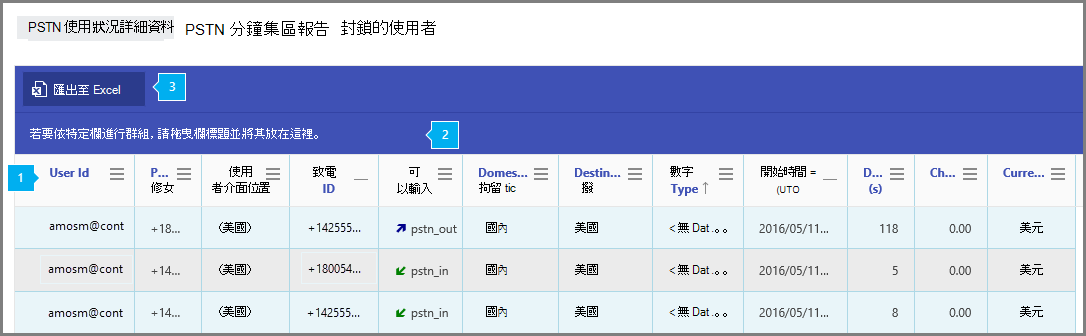 PSTN 使用狀況詳細資料 PSTN 分鐘集區報告 封鎖的使用者
匯出至 Excel 3
若要依特定欄進行群組, 請拖曳欄標題並將其放在這裡。 2
1 User Id P... 使用 致電 可 Domes... Destin... 數字 開始時間 = D... Ch... Curre...
修女 者介面位置 ID 以輸入 拘留 tic 撥 Type↑ (UTO (s)
amosm@cont +18... (美國) +142555... pstn_out 國內 美國 <無 Dat .。。 2016/05/11... 118 0.00 美元
amosm@cont +14... (美國) +180054... pstn_in 國內 美國 <無 Dat .。。 2016/05/11... 5 0.00 美元
amosm@cont +14... (美國) +142555... pstn_in 國內 美國 <無 Dat .。。 2016/05/11... 8 0.00 美元